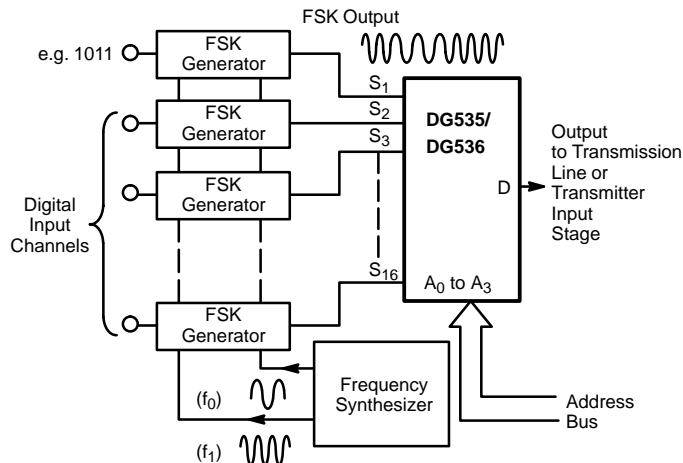 FSK Output
e.g. 1011
FSK
Generator
S1
FSK
Generator
S2
S3
DG535/
DG536
FSK
Generator
D
Output
to Transmission
Line or
Transmitter
Input
Stage
Digital
Input
Channels
S16
A0 to A3
FSK
Generator
(f0)
Frequency
Synthesizer
(f1)
Address
Bus